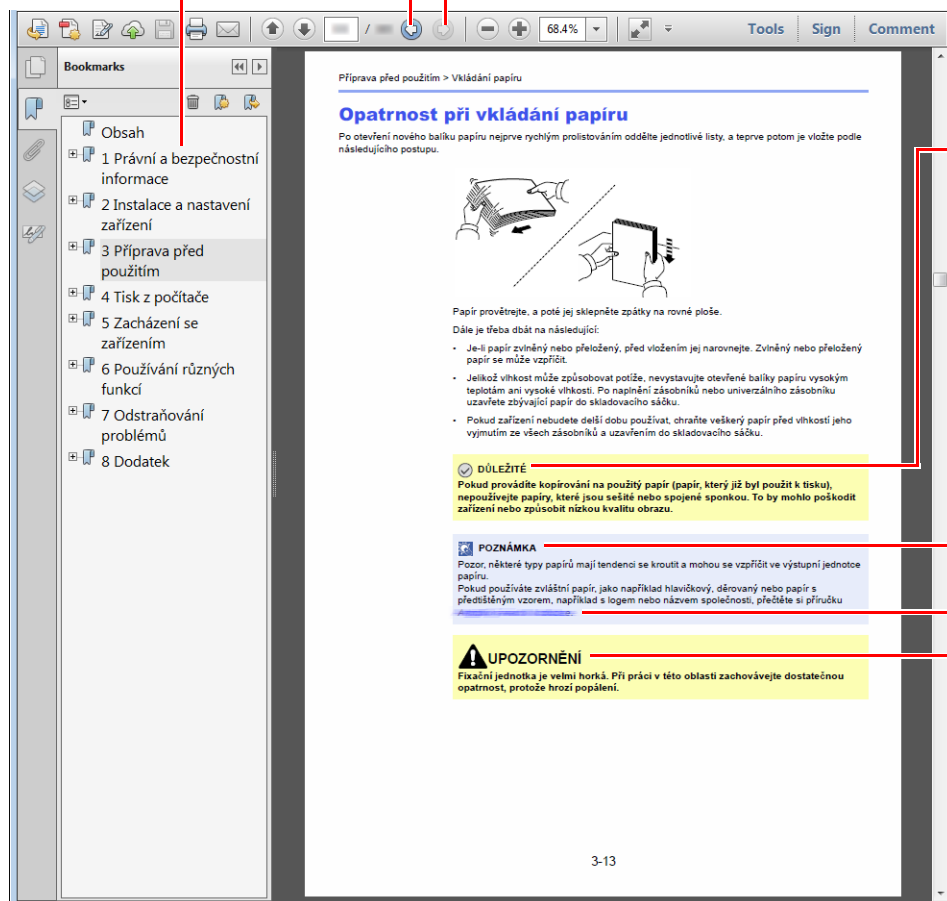 /
68.4%
Tools
Sign
Comment
Bookmarks
Obsah
1 Právní a bezpečnostní
informace
2 Instalace a nastavení
zařízení
3 Příprava před
použitím
4 Tisk z počítače
5 Zacházení se
zařízením
6 Používání různých
funkcí
7 Odstraňování
problémů
8 Dodatek
Příprava před použitím > Vkládání papíru
Opatrnost při vkládání papíru
Po otevření nového balíku papíru nejprve rychlým prolistováním oddělte jednotlivé listy, a teprve potom je vložte podle
následujícího postupu.
Papír provětrejte, a poté jej sklepněte zpátky na rovné ploše.
Dále je třeba dbát na následující:
• Je-li papír zvlněný nebo přeložený, před vložením jej narovnejte. Zvlněný nebo přeložený
papír se může vzpříčit.
• Jelikož vlhkost může způsobovat potíže, nevystavujte otevřené balíky papíru vysokým
teplotám ani vysoké vlhkosti. Po naplnění zásobníků nebo univerzálního zásobníku
uzavřete zbývající papír do skladovacího sáčku.
• Pokud zařízení nebudete delší dobu používat, chraňte veškerý papír před vlhkostí jeho
vyjmutím ze všech zásobníků a uzavřením do skladovacího sáčku.
DŮLEŽITÉ
Pokud provádíte kopírování na použitý papír (papír, který již byl použit k tisku),
nepoužívejte papíry, které jsou sešité nebo spojené sponkou. To by mohlo poškodit
zařízení nebo způsobit nízkou kvalitu obrazu.
POZNÁMKA
Pozor, některé typy papírů mají tendenci se kroutit a mohou se vzpříčit ve výstupní jednotce
papíru.
Pokud používáte zvláštní papír, jako například hlavičkový, děrovaný nebo papír s
předtištěným vzorem, například s logem nebo názvem společnosti, přečtěte si příručku
UPOZORNĚNÍ
Fixační jednotka je velmi horká. Při práci v této oblasti zachovávejte dostatečnou
opatrnost, protože hrozí popálení.
3-13